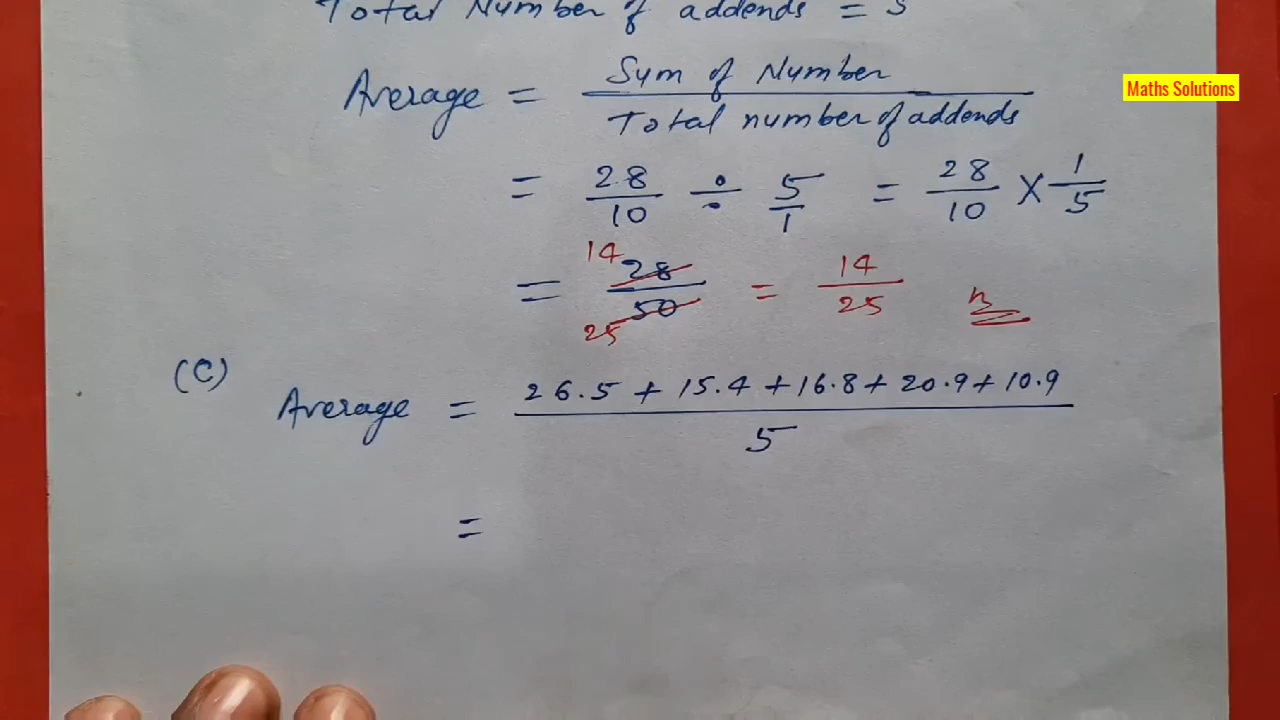 Total Number of addends = 5
Average = Sum of Number / Total number of addends
Maths Solutions
= 28/10 ÷ 5/1 = 28/10 × 1/5
= 14 28/50 25 = 14/25
(C)
Average = 26.5 + 15.4 + 16.8 + 20.9 + 10.9 / 5
=